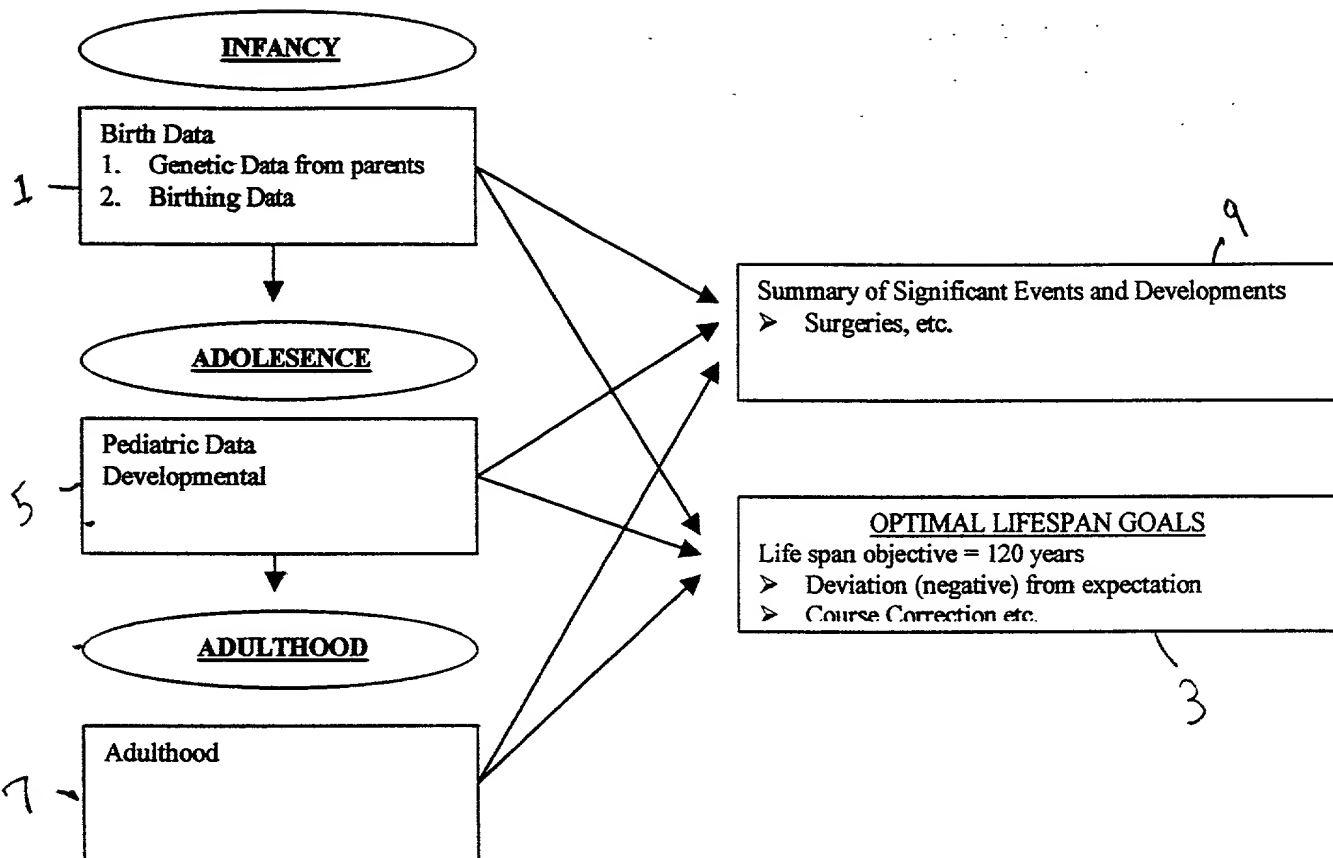 INFANCY
Birth Data
1. Genetic Data from parents
2. Birthing Data
1
ADOLESENCE
Pediatric Data
Developmental
5
ADULTHOOD
Adulthood
7
9
Summary of Significant Events and Developments
➢ Surgeries, etc.
OPTIMAL LIFESPAN GOALS
Life span objective = 120 years
➢ Deviation (negative) from expectation
➢ Course Correction etc.
3